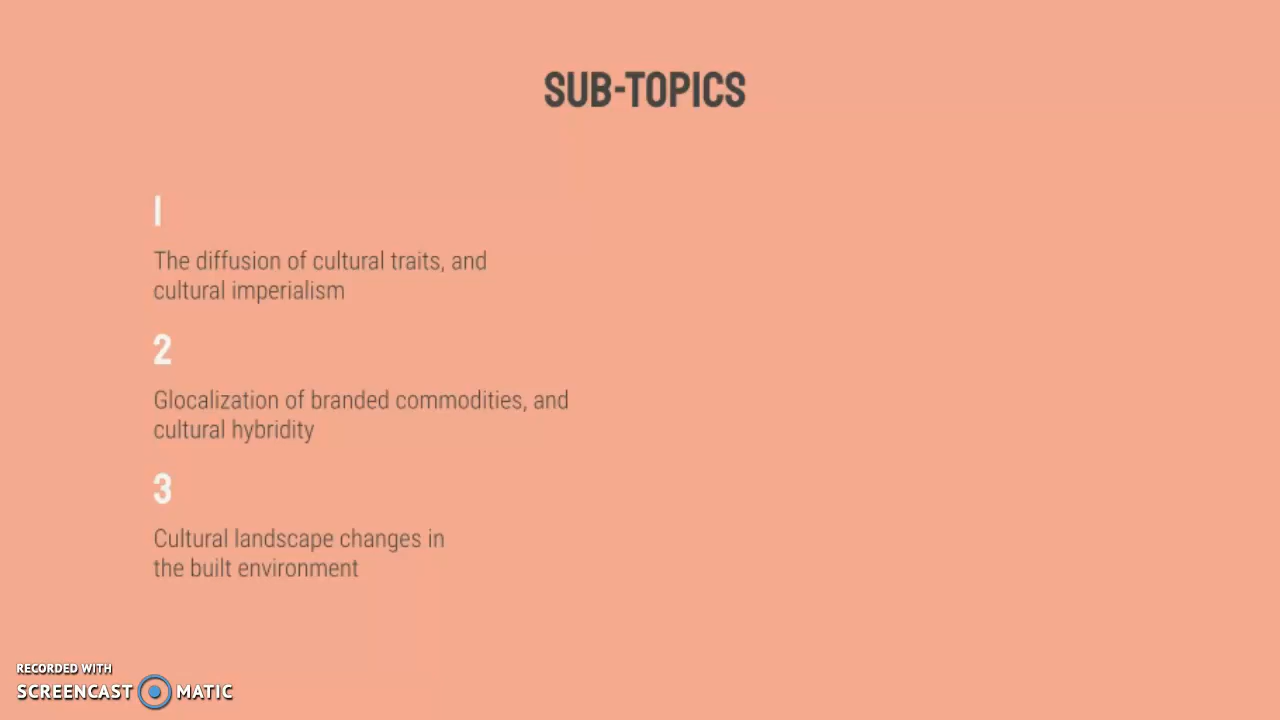 SUB-TOPICS
1
The diffusion of cultural traits, and
cultural imperialism
2
Glocalization of branded commodities, and
cultural hybridity
3
Cultural landscape changes in
the built environment
RECORDED WITH
SCREENCAST MATIC